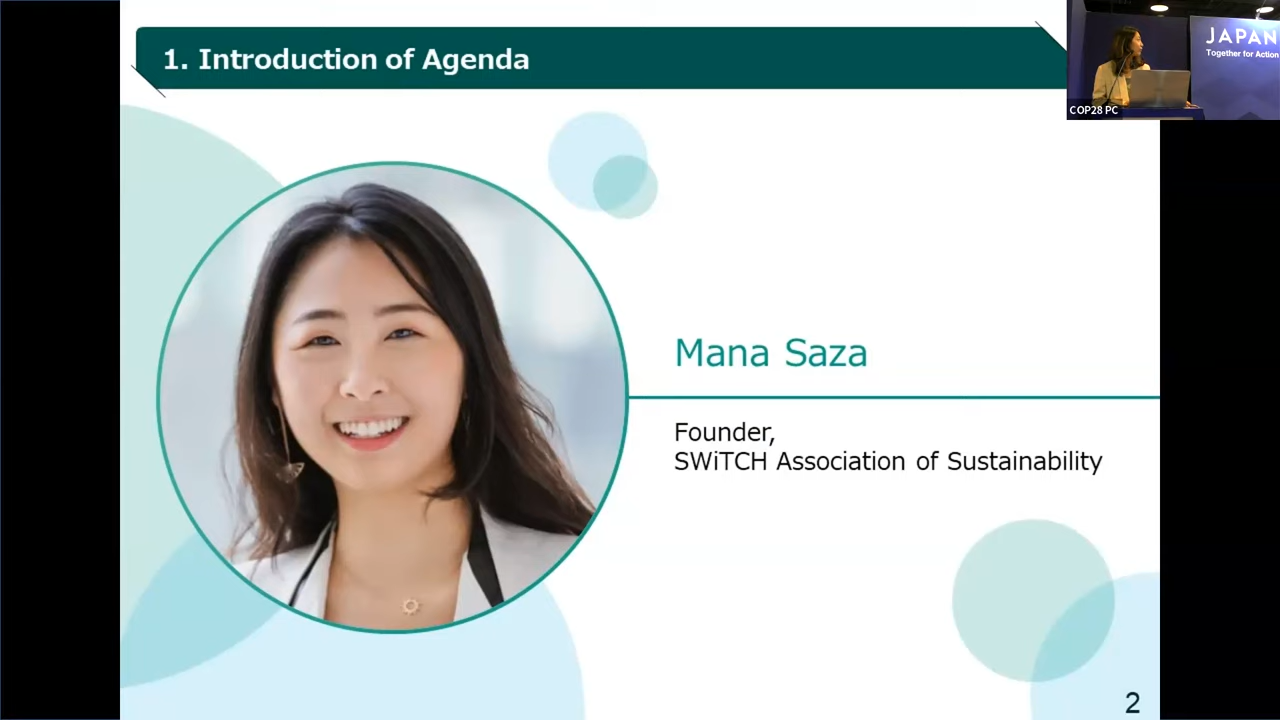 1. Introduction of Agenda
JAPAN
Together for Action
COP28 PC
Mana Saza
Founder,
SWiTCH Association of Sustainability
2